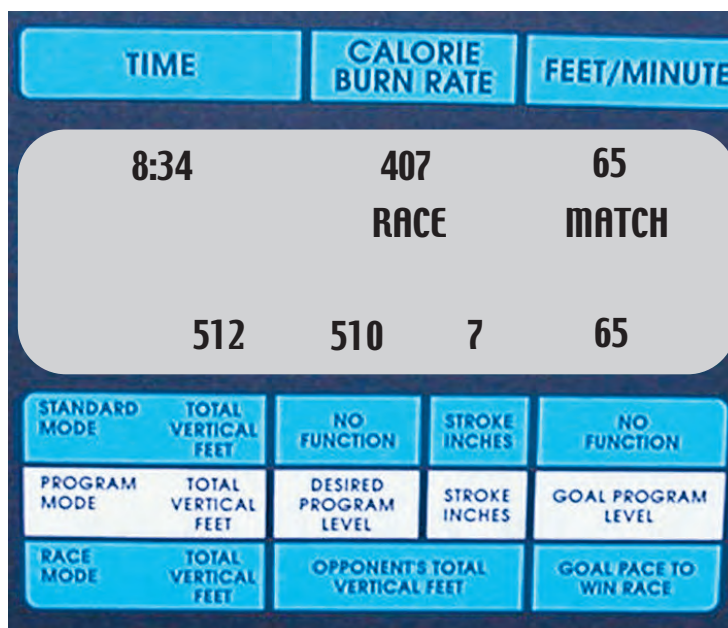 TIME
CALORIE
BURN RATE
FEET/MINUTE
8:34 407 65
RACE MATCH
512 510 7 65
STANDARD
MODE
TOTAL
VERTICAL
FEET
NO
FUNCTION
STROKE
INCHES
NO
FUNCTION
PROGRAM
MODE
TOTAL
VERTICAL
FEET
DESIRED
PROGRAM
LEVEL
STROKE
INCHES
GOAL PROGRAM
LEVEL
RACE
MODE
TOTAL
VERTICAL
FEET
OPPONENT'S TOTAL
VERTICAL FEET
GOAL PACE TO
WIN RACE